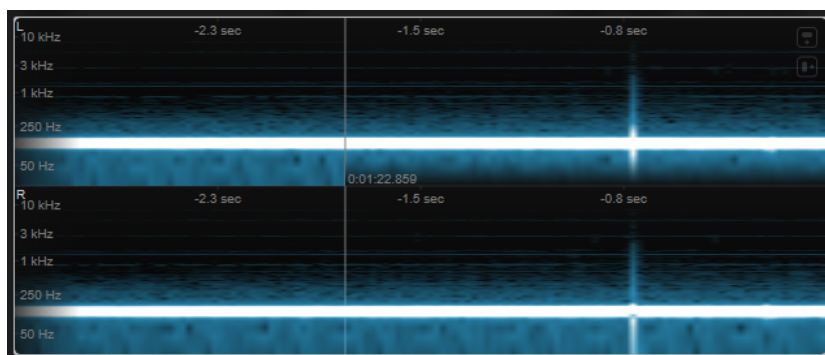 L
-2.3 sec -1.5 sec -0.8 sec
10 kHz
3 kHz
1 kHz
250 Hz
50 Hz
0:01:22.859
R
-2.3 sec -1.5 sec -0.8 sec
10 kHz
3 kHz
1 kHz
250 Hz
50 Hz